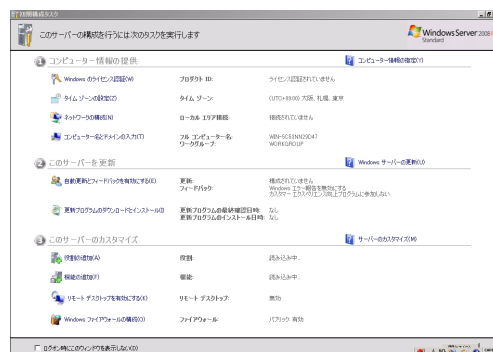 初期構成タスク
このサーバーの構成を行うには次のタスクを実行します
Windows Server 2008
Standard
1 コンピューター情報の提供
コンピューター情報の指定(Y)
Windows のライセンス認証(W)
プロダクト ID:
ライセンス認証されていません
タイム ゾーンの設定(Z)
タイム ゾーン:
(UTC+09:00) 大阪、札幌、東京
ネットワークの構成(N)
ローカル エリア接続:
接続されていません
コンピューター名とドメインの入力(T)
フル コンピューター名:
WIN-SC61NN29D47
ワークグループ:
WORKGROUP
2 このサーバーを更新
Windows サーバーの更新(U)
自動更新とフィードバックを有効にする(E)
更新:
構成されていません
フィードバック:
Windows エラー報告を無効にする
カスタマー エクスペリエンス向上プログラムに参加しない
更新プログラムのダウンロードとインストール(I)
更新プログラムの最終確認日時:
なし
更新プログラムのインストール日時:
なし
3 このサーバーのカスタマイズ
サーバーのカスタマイズ(M)
役割の追加(A)
役割:
読み込み中...
機能の追加(F)
機能:
読み込み中...
リモート デスクトップを有効にする(K)
リモート デスクトップ:
無効
Windows ファイアウォールの構成(O)
ファイアウォール:
パブリック: 有効
ログオン時にこのウィンドウを表示しない(O)